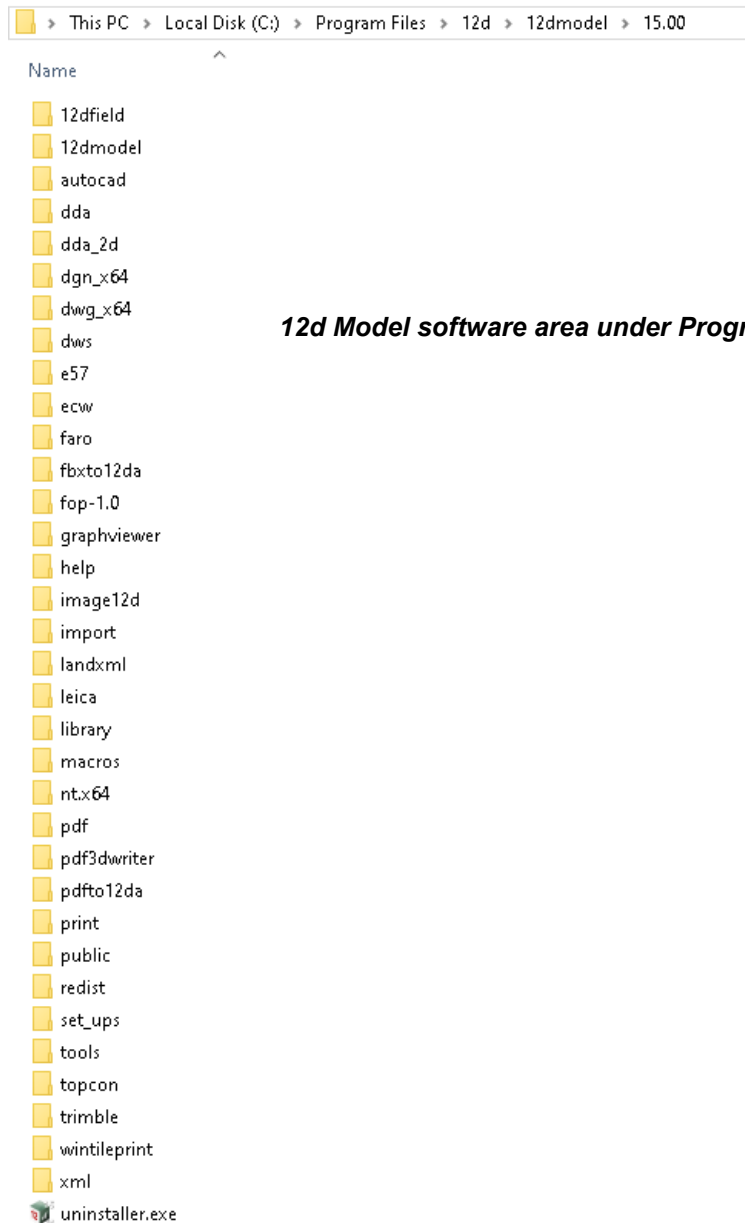 > This PC > Local Disk (C:) > Program Files > 12d > 12dmodel > 15.00
Name
12dfield
12dmodel
autocad
dda
dda_2d
dgn_x64
dwg_x64
12d Model software area under
dws
e57
ecw
faro
fbxto12da
fop-1.0
graphviewer
help
image12d
import
landxml
leica
library
macros
nt.x64
pdf
pdf3dwriter
pdfto12da
print
public
redist
set_ups
tools
topcon
trimble
wintileprint
xml
uninstaller.exe